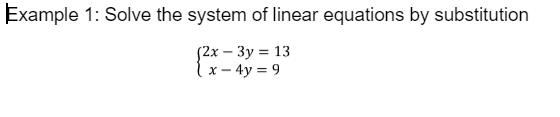 Example 1: Solve the system of linear equations by substitution
{2x – 3y = 13
x – 4y = 9